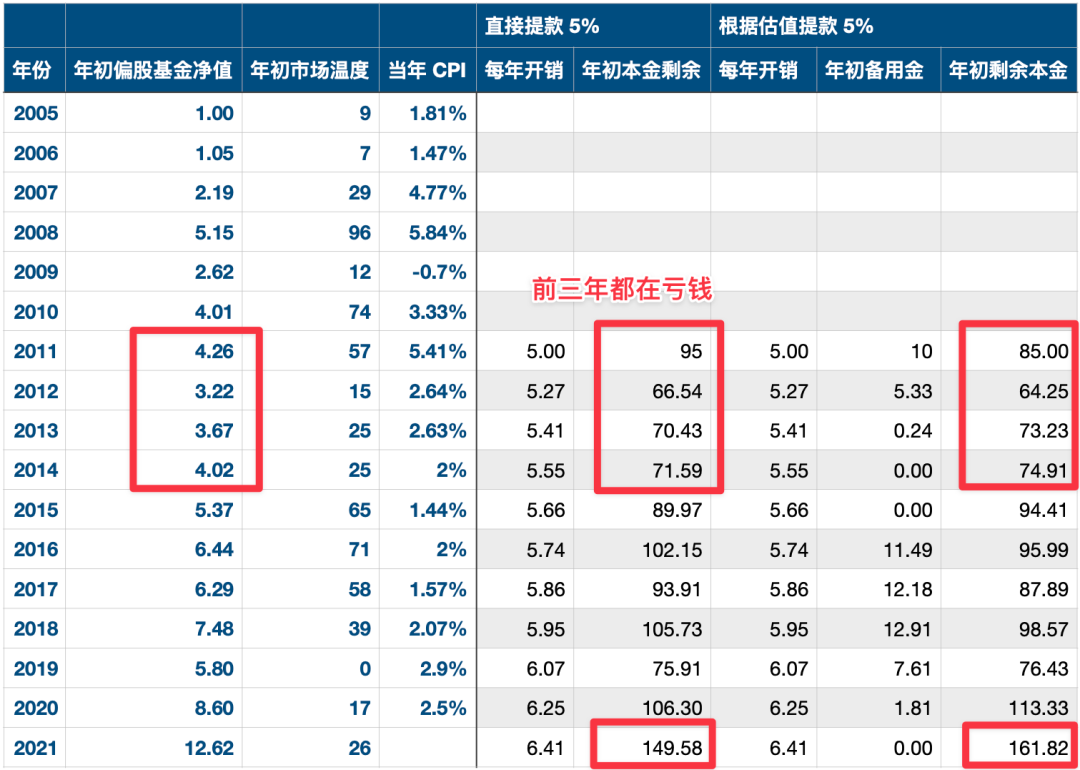 直接提款 5% 根据估值提款 5%
年份 年初偏股基金净值 年初市场温度 当年 CPI 每年开销 年初本金剩余 每年开销 年初备用金 年初剩余本金
2005 1.00 9 1.81%
2006 1.05 7 1.47%
2007 2.19 29 4.77%
2008 5.15 96 5.84%
2009 2.62 12 -0.7%
前三年都在亏钱
2010 4.01 74 3.33%
2011 4.26 57 5.41% 5.00 95 5.00 10 85.00
2012 3.22 15 2.64% 5.27 66.54 5.27 5.33 64.25
2013 3.67 25 2.63% 5.41 70.43 5.41 0.24 73.23
2014 4.02 25 2% 5.55 71.59 5.55 0.00 74.91
2015 5.37 65 1.44% 5.66 89.97 5.66 0.00 94.41
2016 6.44 71 2% 5.74 102.15 5.74 11.49 95.99
2017 6.29 58 1.57% 5.86 93.91 5.86 12.18 87.89
2018 7.48 39 2.07% 5.95 105.73 5.95 12.91 98.57
2019 5.80 0 2.9% 6.07 75.91 6.07 7.61 76.43
2020 8.60 17 2.5% 6.25 106.30 6.25 1.81 113.33
2021 12.62 26 6.41 149.58 6.41 0.00 161.82